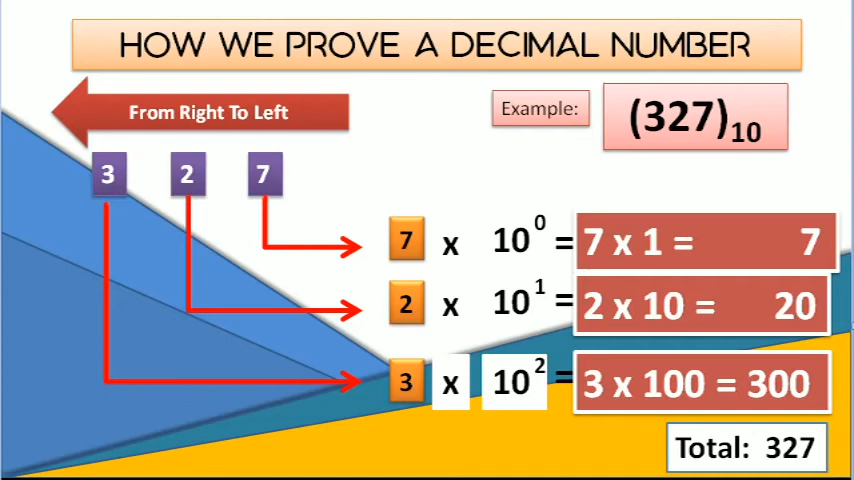 HOW WE PROVE A DECIMAL NUMBER
From Right To Left
Example:
(327)10
3 2 7
7 x 10^0 = 7 x 1 = 7
2 x 10^1 = 2 x 10 = 20
3 x 10^2 = 3 x 100 = 300
Total: 327